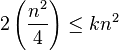 2(n²/4) ≤ kn²